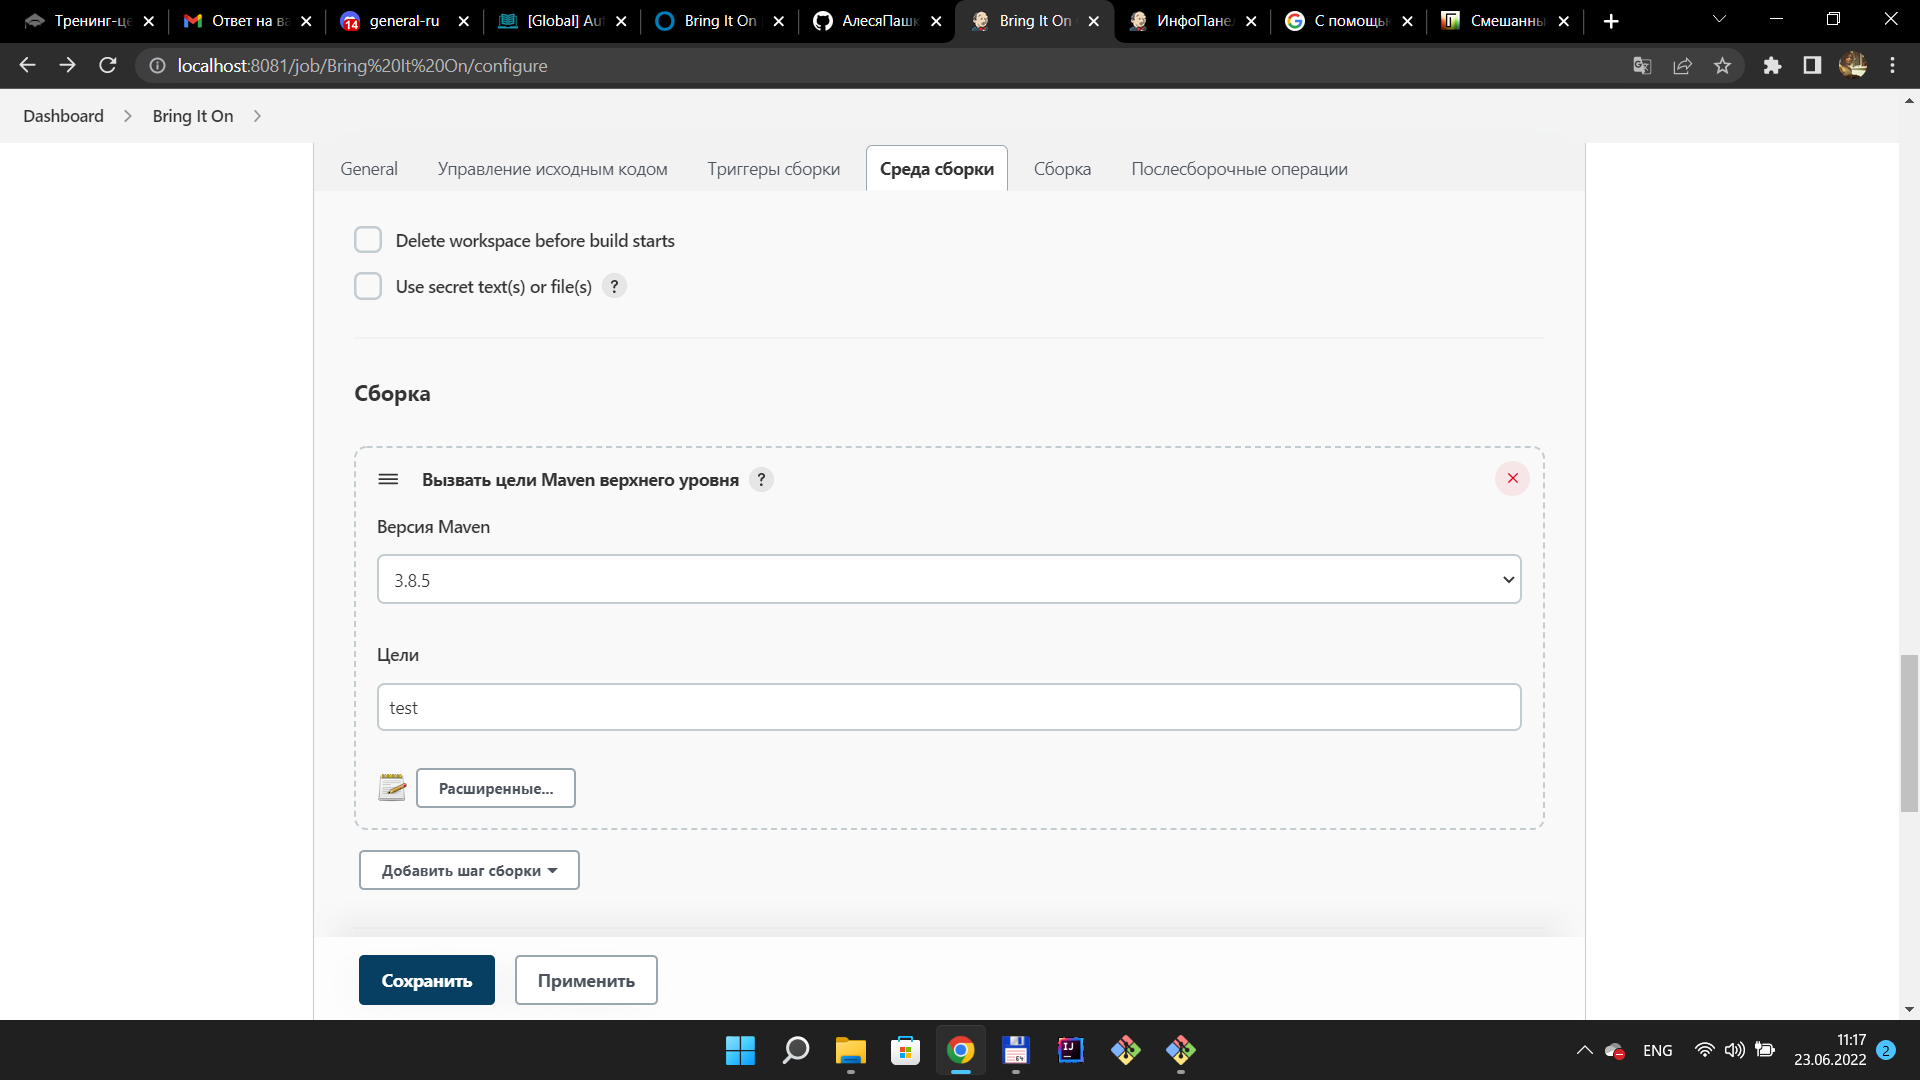 Тренинг-це
Ответ на ва
14
general-ru
[Global] Au
Bring It On
АлесяПашк
Bring It On
ИнфоПанел
С помощью
Смешанны
localhost:8081/job/Bring%20It%20On/configure
Dashboard
Bring It On
General
Управление исходным кодом
Триггеры сборки
Среда сборки
Сборка
Послесборочные операции
Delete workspace before build starts
Use secret text(s) or file(s) ?
Сборка
Вызвать цели Maven верхнего уровня ?
Версия Maven
3.8.5
Цели
test
Расширенные...
Добавить шаг сборки
Сохранить
Применить
64
IJ
ENG
11:17
23.06.2022
2